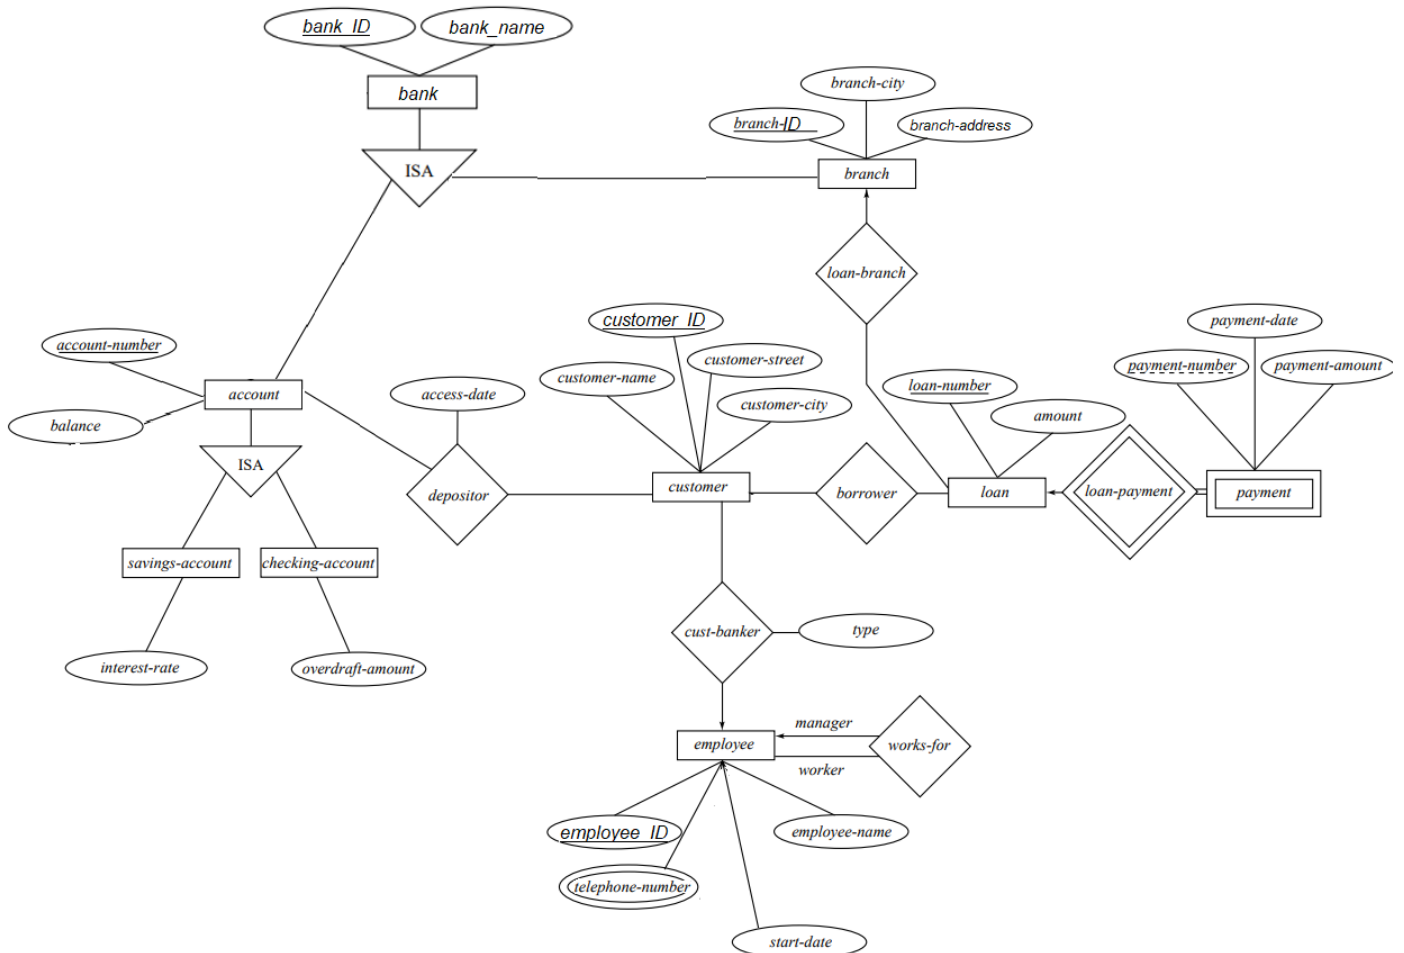 bank_ID
bank_name
bank
branch-city
branch-ID
branch-address
ISA
branch
loan-branch
customer_ID
payment-date
account-number
customer-street
payment-number
payment-amount
customer-name
loan-number
account
access-date
customer-city
amount
balance
ISA
depositor
customer
borrower
loan
loan-payment
payment
savings-account
checking-account
cust-banker
type
interest-rate
overdraft-amount
manager
employee
works-for
worker
employee_ID
employee-name
telephone-number
start-date